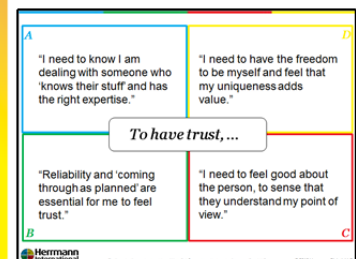 A
"I need to know I am
dealing with someone who
'knows their stuff' and has
the right expertise."
D
"I need to have the freedom
to be myself and feel that
my uniqueness adds
value."
To have trust, ...
"Reliability and 'coming
through as planned' are
essential for me to feel
trust."
B
"I need to feel good about
the person, to sense that
they understand my point of
view."
C
Herrmann
International